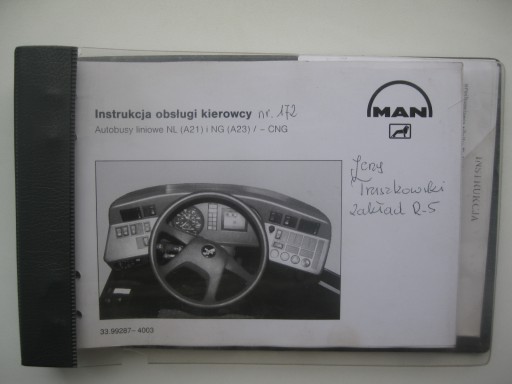 Instrukcja obsługi kierowcy nr. 172
Autobusy liniowe NL (A21) i NG (A23) / – CNG
MAN
Jerzy
Truszkowski
zakład R-5
33.99287– 4003
INSTRUKCJA